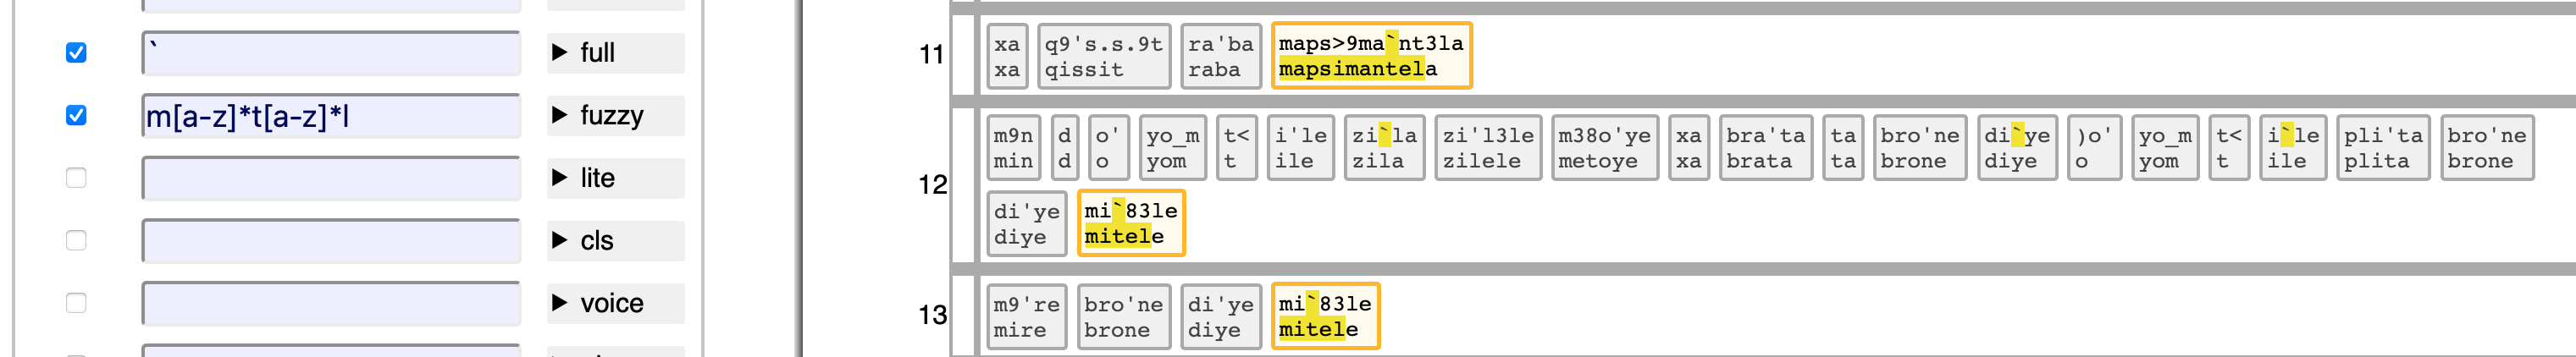 `
▶ full
m[a-z]*t[a-z]*l
▶ fuzzy
▶ lite
▶ cls
▶ voice
11
xa q9's.s.9t ra'ba maps>9ma`nt3la
xa qissit raba mapsimantela
12
m9n d o' yo_m t< i'le zi`la zi'l3le m38o'ye xa bra'ta ta bro'ne di`ye )o' yo_m t< i`le pli'ta bro'ne
min d o yom t ile zila zilele metoye xa brata ta brone diye o yom t ile plita brone
di'ye mi`83le
diye mitele
13
m9're bro'ne di'ye mi`83le
mire brone diye mitele